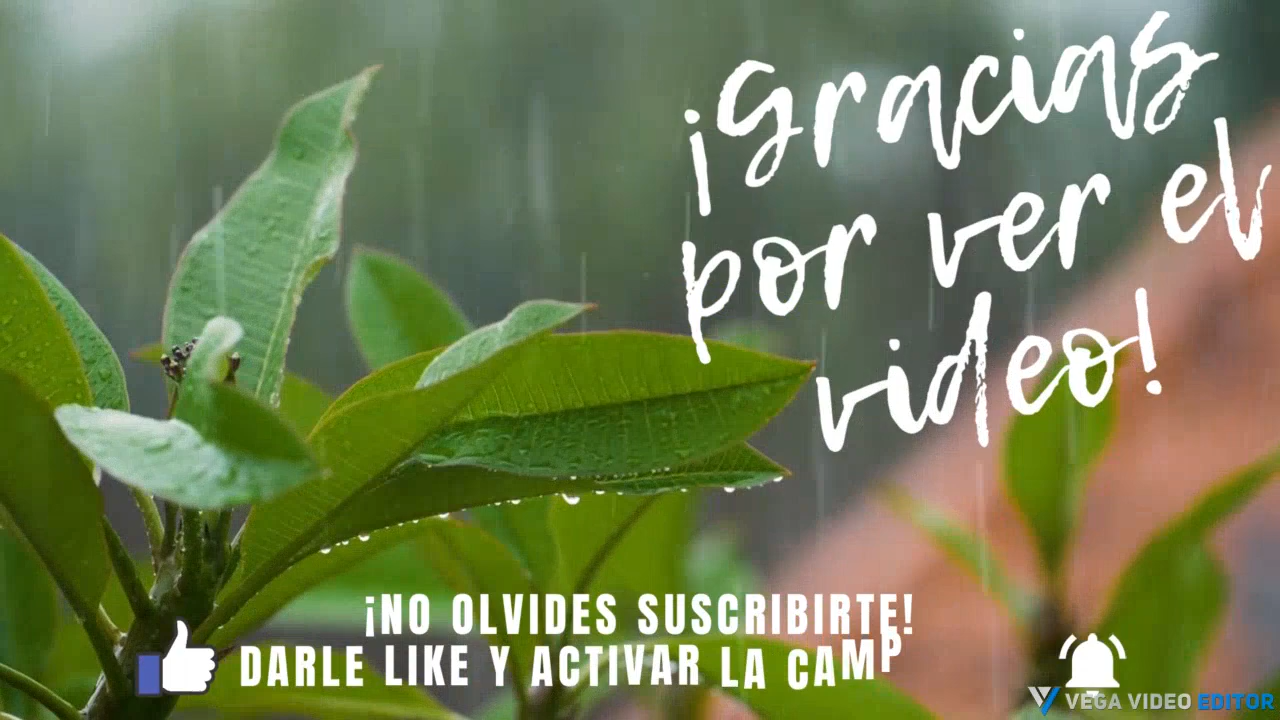 ¡Gracias
por ver el
video!
¡NO OLVIDES SUSCRIBIRTE!
DARLE LIKE Y ACTIVAR LA CAMP
VEGA VIDEO EDITOR